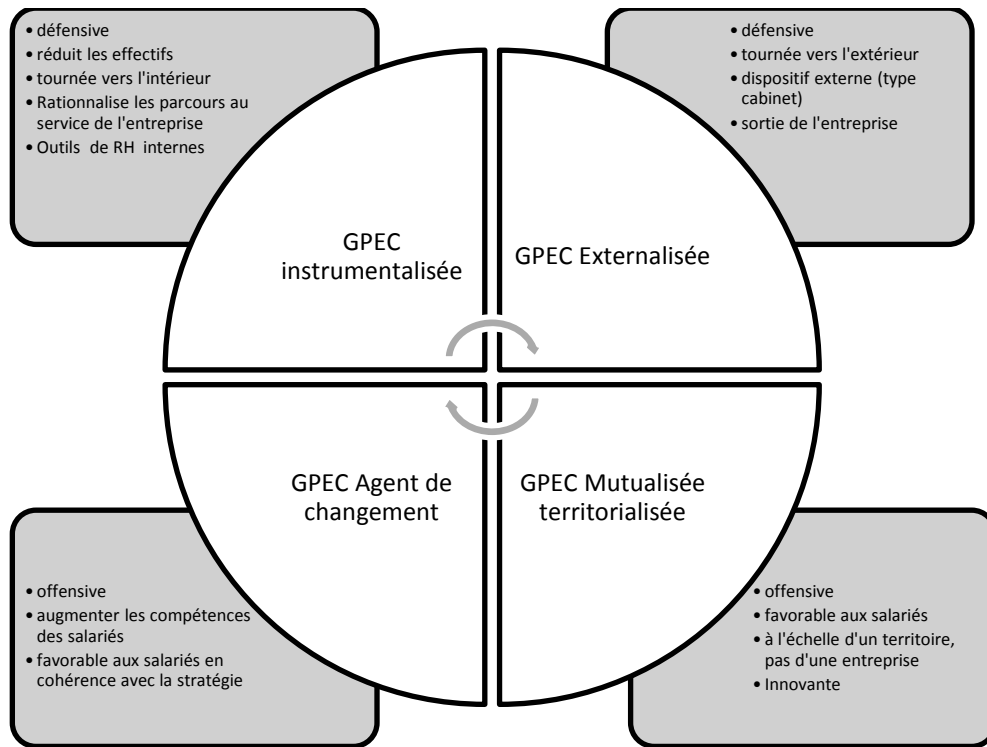 • défensive
• réduit les effectifs
• tournée vers l'intérieur
• Rationnalise les parcours au
service de l'entreprise
• Outils de RH internes
• défensive
• tournée vers l'extérieur
• dispositif externe (type
cabinet)
• sortie de l'entreprise
GPEC
instrumentalisée
GPEC Externalisée
GPEC Agent de
changement
GPEC Mutualisée
territorialisée
• offensive
• augmenter les compétences
des salariés
• favorable aux salariés en
cohérence avec la stratégie
• offensive
• favorable aux salariés
• à l'échelle d'un territoire,
pas d'une entreprise
• Innovante